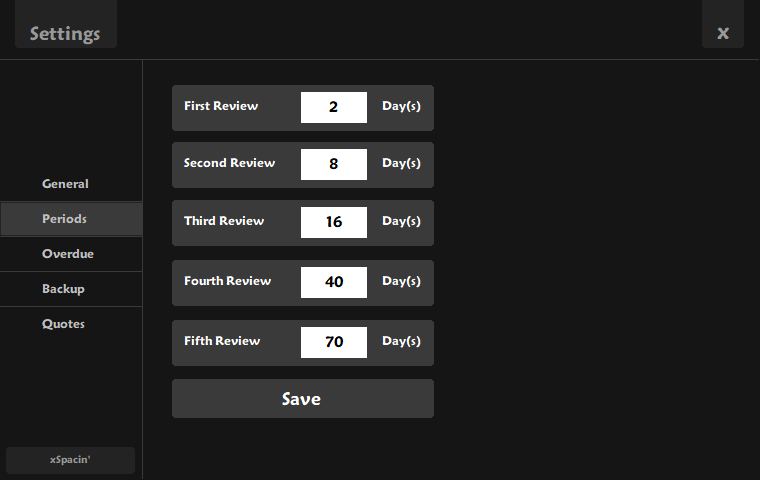 Settings
x
General
Periods
Overdue
Backup
Quotes
xSpacin'
First Review 2 Day(s)
Second Review 8 Day(s)
Third Review 16 Day(s)
Fourth Review 40 Day(s)
Fifth Review 70 Day(s)
Save